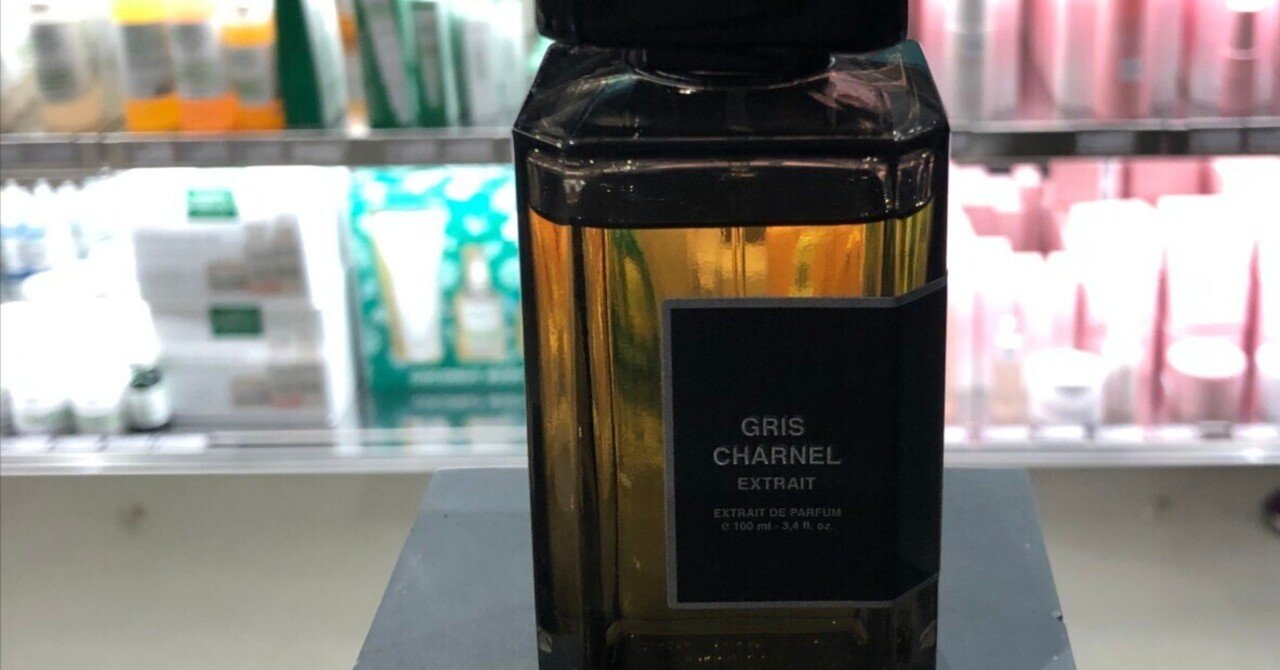 GRIS
CHARNEL
EXTRAIT
EXTRAIT DE PARFUM
℮ 100 ml - 3,4 fl. oz.